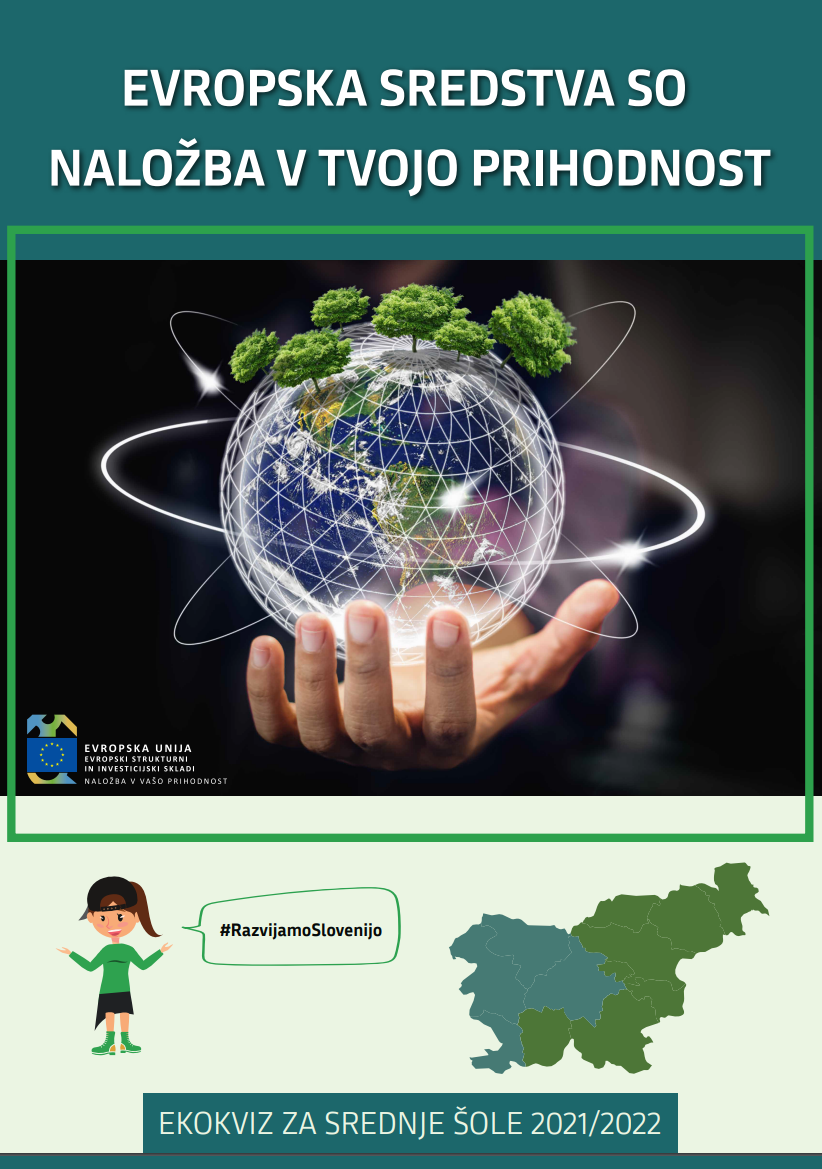 EVROPSKA SREDSTVA SO
NALOŽBA V TVOJO PRIHODNOST
EVROPSKA UNIJA
EVROPSKI STRUKTURNI
IN INVESTICIJSKI SKLADI
NALOŽBA V VAŠO PRIHODNOST
#RazvijamoSlovenijo
EKOKVIZ ZA SREDNJE ŠOLE 2021/2022